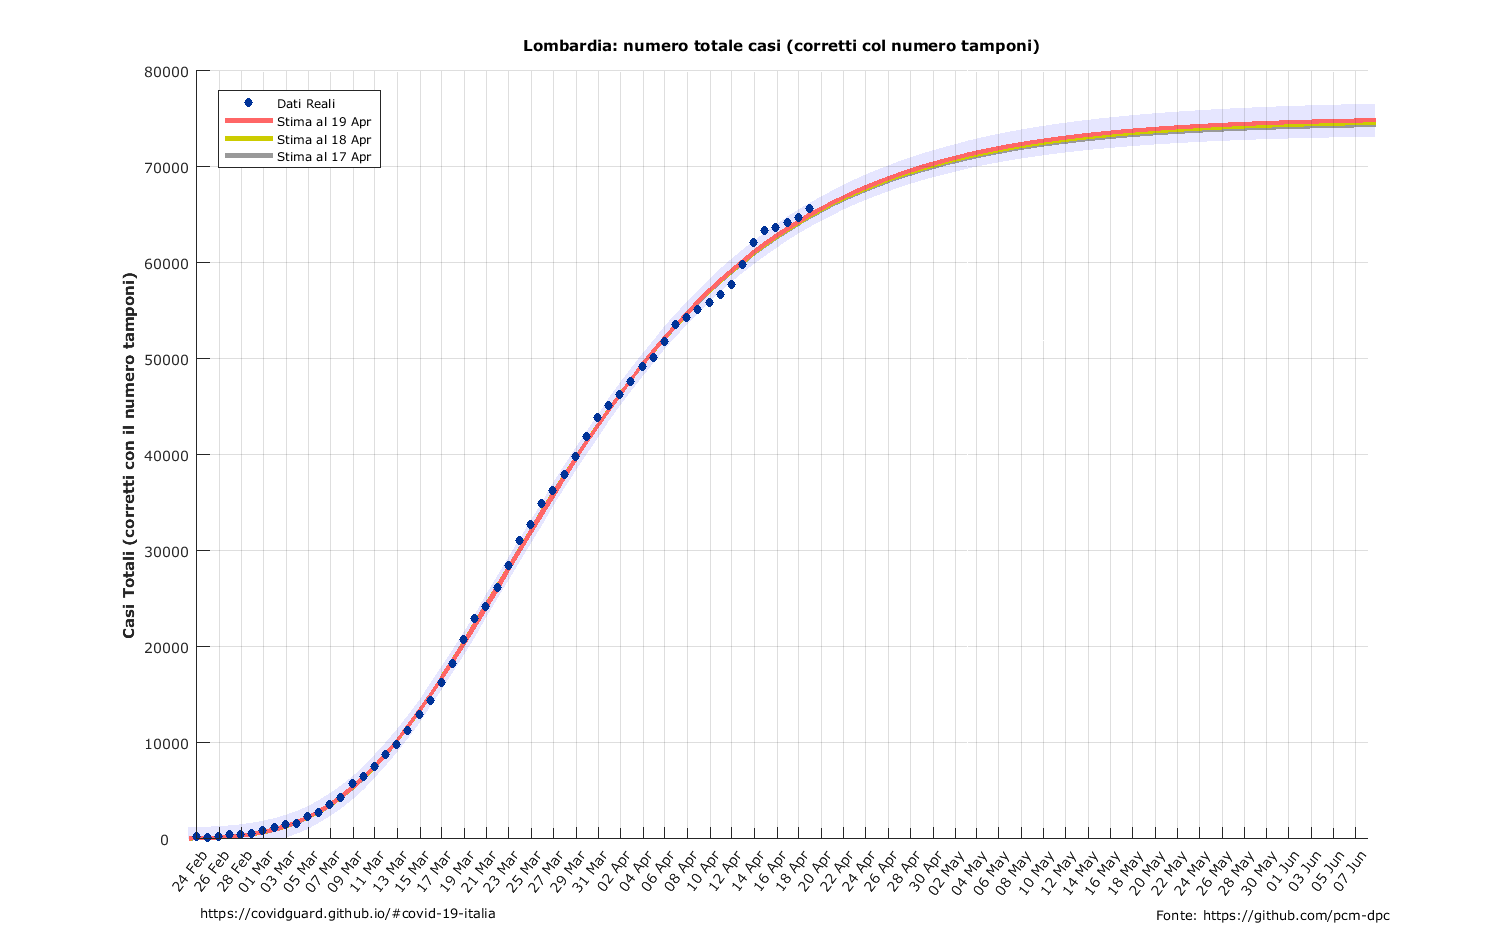 Lombardia: numero totale casi (corretti col numero tamponi)
80000
70000
60000
50000
40000
30000
20000
10000
0
Casi Totali (corretti con il numero tamponi)
Dati Reali
Stima al 19 Apr
Stima al 18 Apr
Stima al 17 Apr
24 Feb
26 Feb
28 Feb
01 Mar
03 Mar
05 Mar
07 Mar
09 Mar
11 Mar
13 Mar
15 Mar
17 Mar
19 Mar
21 Mar
23 Mar
25 Mar
27 Mar
29 Mar
31 Mar
02 Apr
04 Apr
06 Apr
08 Apr
10 Apr
12 Apr
14 Apr
16 Apr
18 Apr
20 Apr
22 Apr
24 Apr
26 Apr
28 Apr
30 Apr
02 May
04 May
06 May
08 May
10 May
12 May
14 May
16 May
18 May
20 May
22 May
24 May
26 May
28 May
30 May
01 Jun
03 Jun
05 Jun
07 Jun
https://covidguard.github.io/#covid-19-italia
Fonte: https://github.com/pcm-dpc